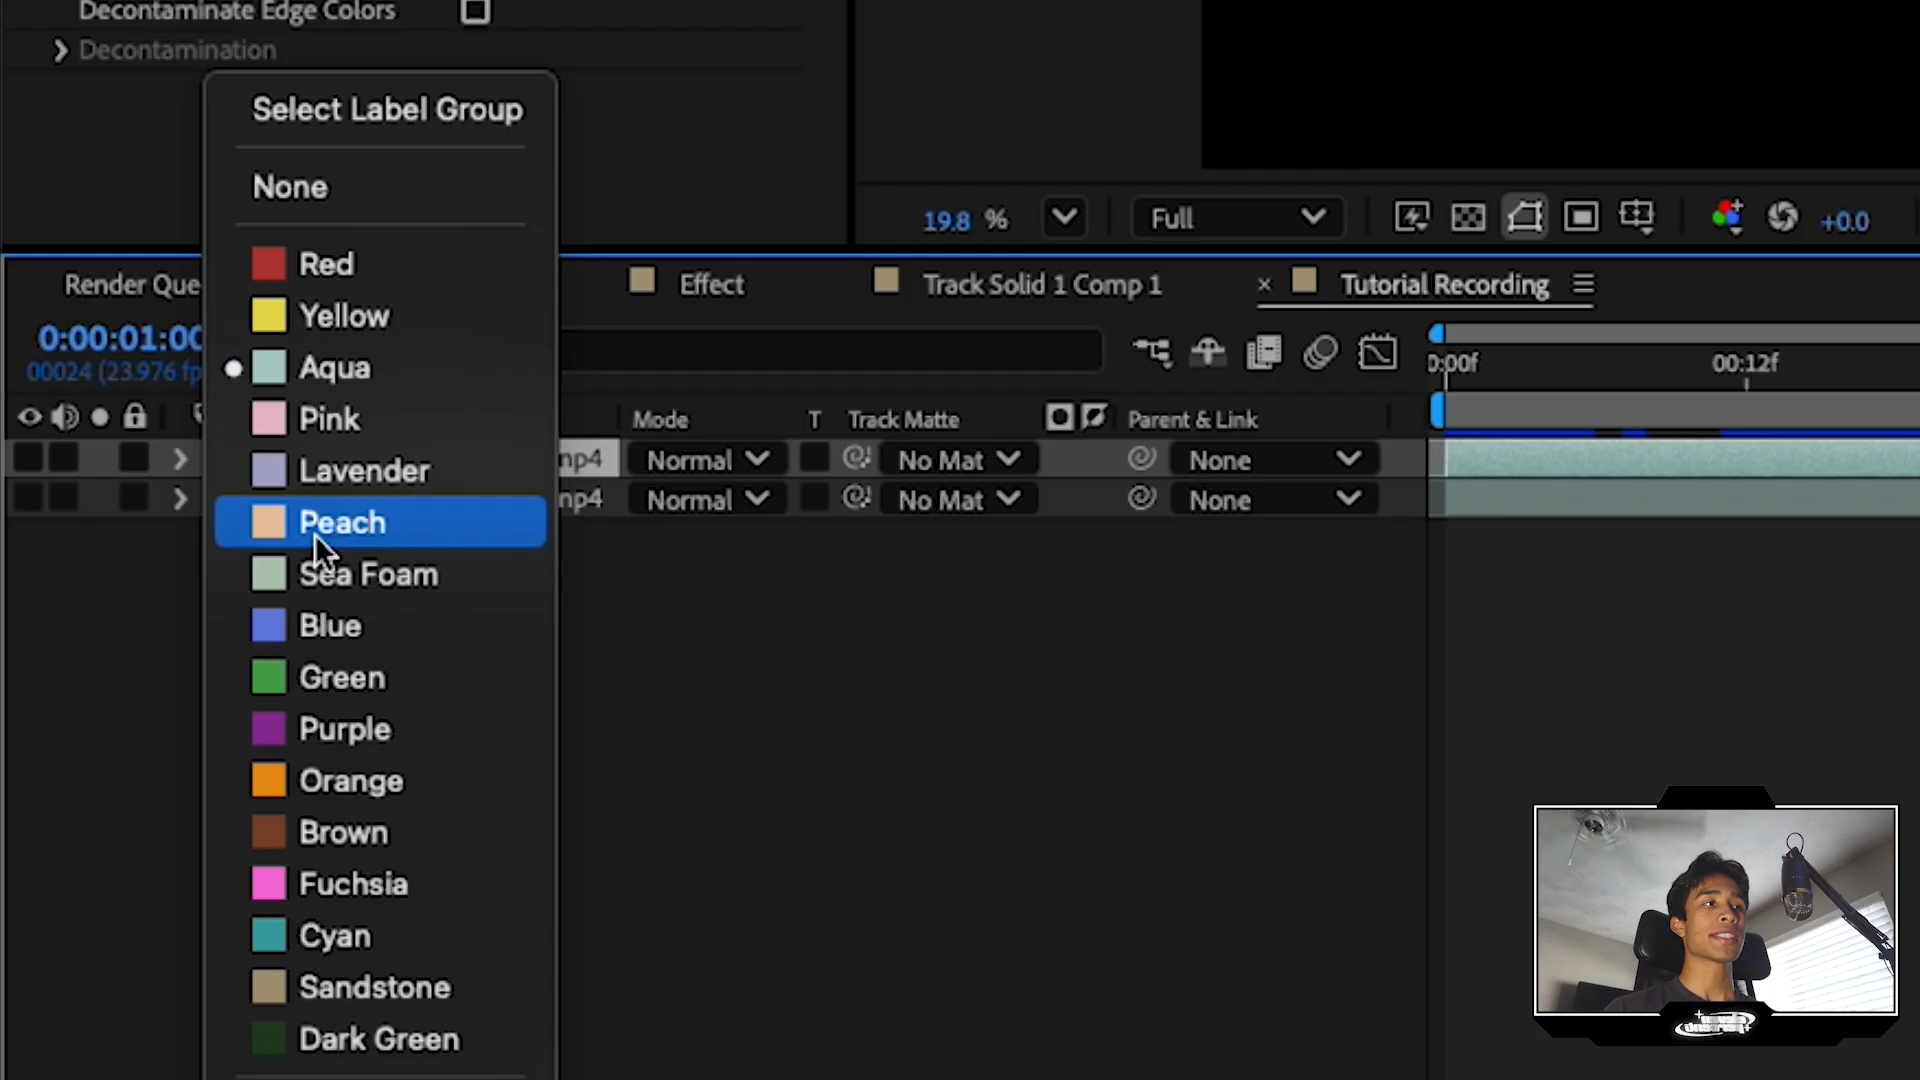 Decontaminate Edge Colors
Decontamination
Select Label Group
None
Red
Yellow
Aqua
Pink
Lavender
Peach
Sea Foam
Blue
Green
Purple
Orange
Brown
Fuchsia
Cyan
Sandstone
Dark Green
19.8 %
Full
+0.0
Render Que
Effect
Track Solid 1 Comp 1
× Tutorial Recording
0:00:01:00
00024 (23.976 fp
0:00f
00:12f
Mode T Track Matte Parent & Link
mp4 Normal No Mat None
mp4 Normal No Mat None